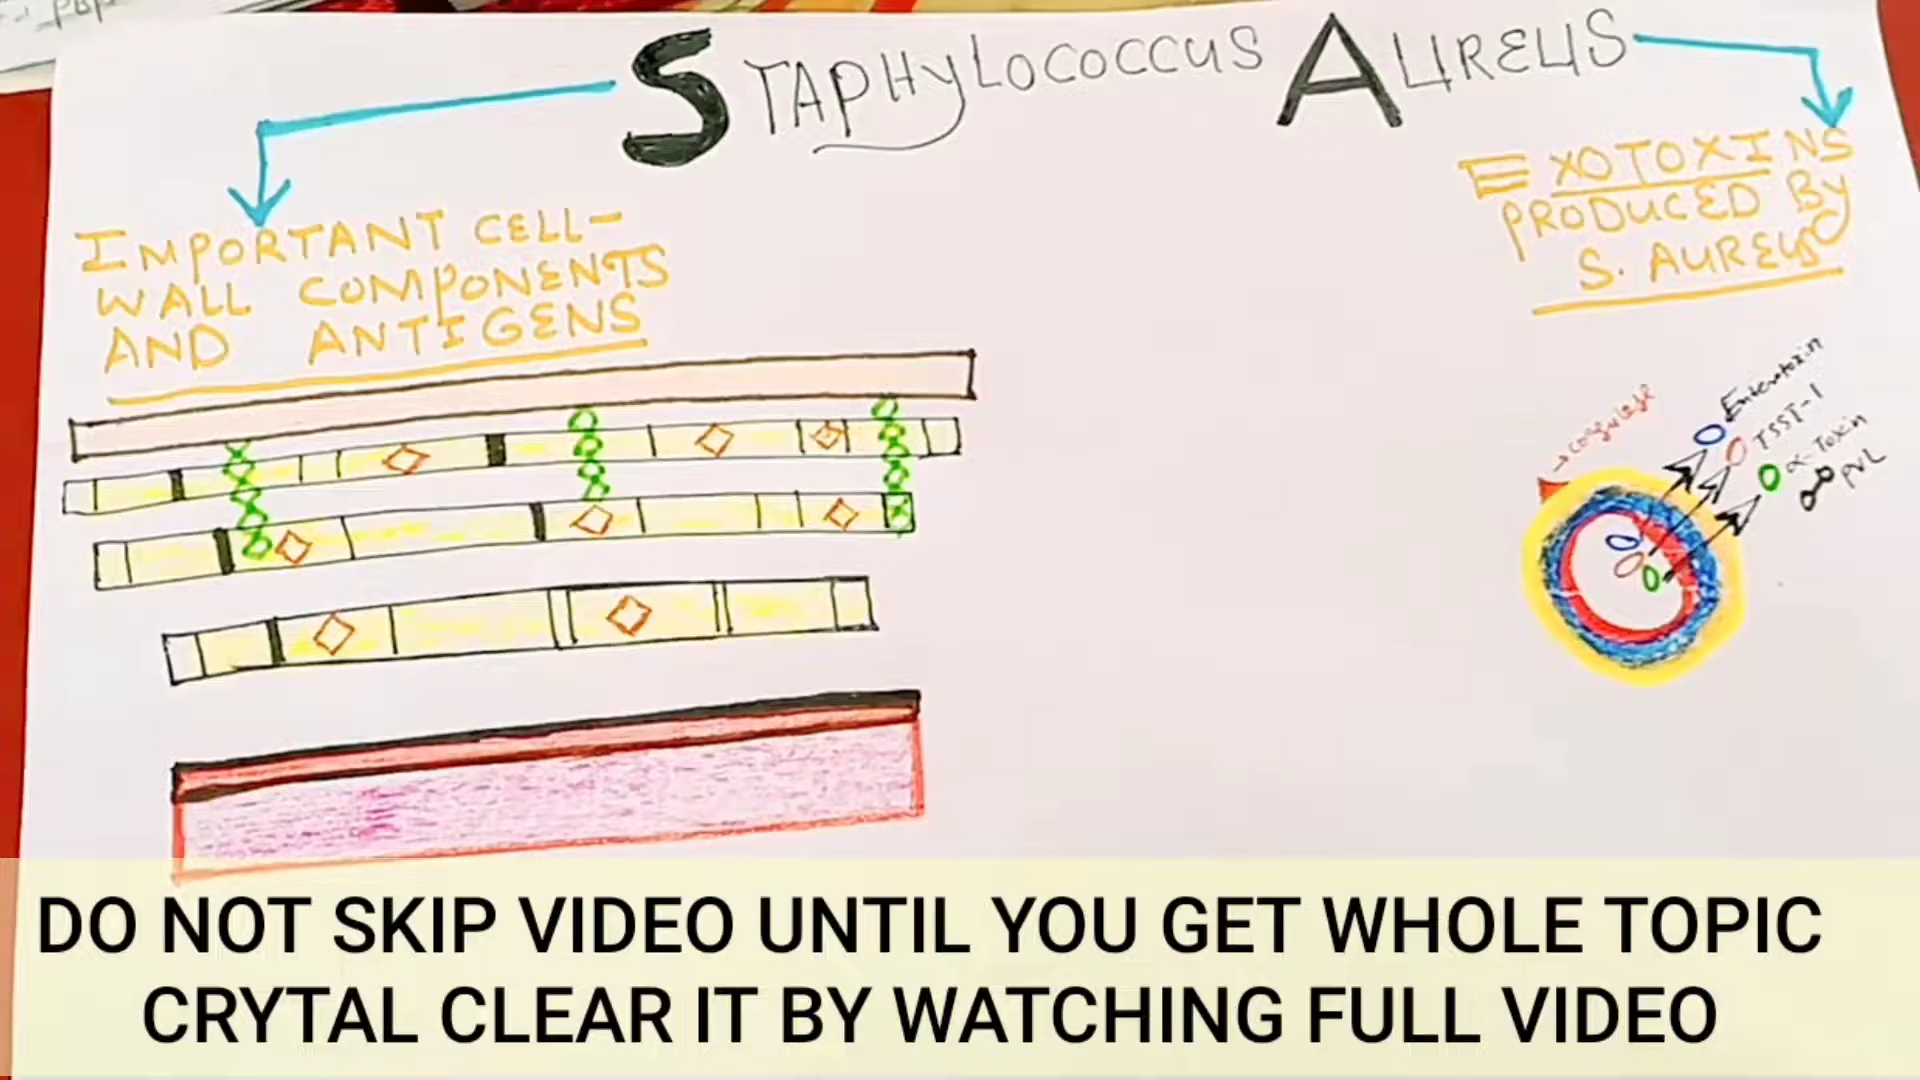 STAPHYLOCOCCUS AUREUS
IMPORTANT CELL-
WALL COMPONENTS
AND ANTIGENS
EXOTOXINS
PRODUCED By
S. AUREUS
coagulase
Enterotoxin
TSST-1
α-Toxin
PVL
DO NOT SKIP VIDEO UNTIL YOU GET WHOLE TOPIC
CRYTAL CLEAR IT BY WATCHING FULL VIDEO